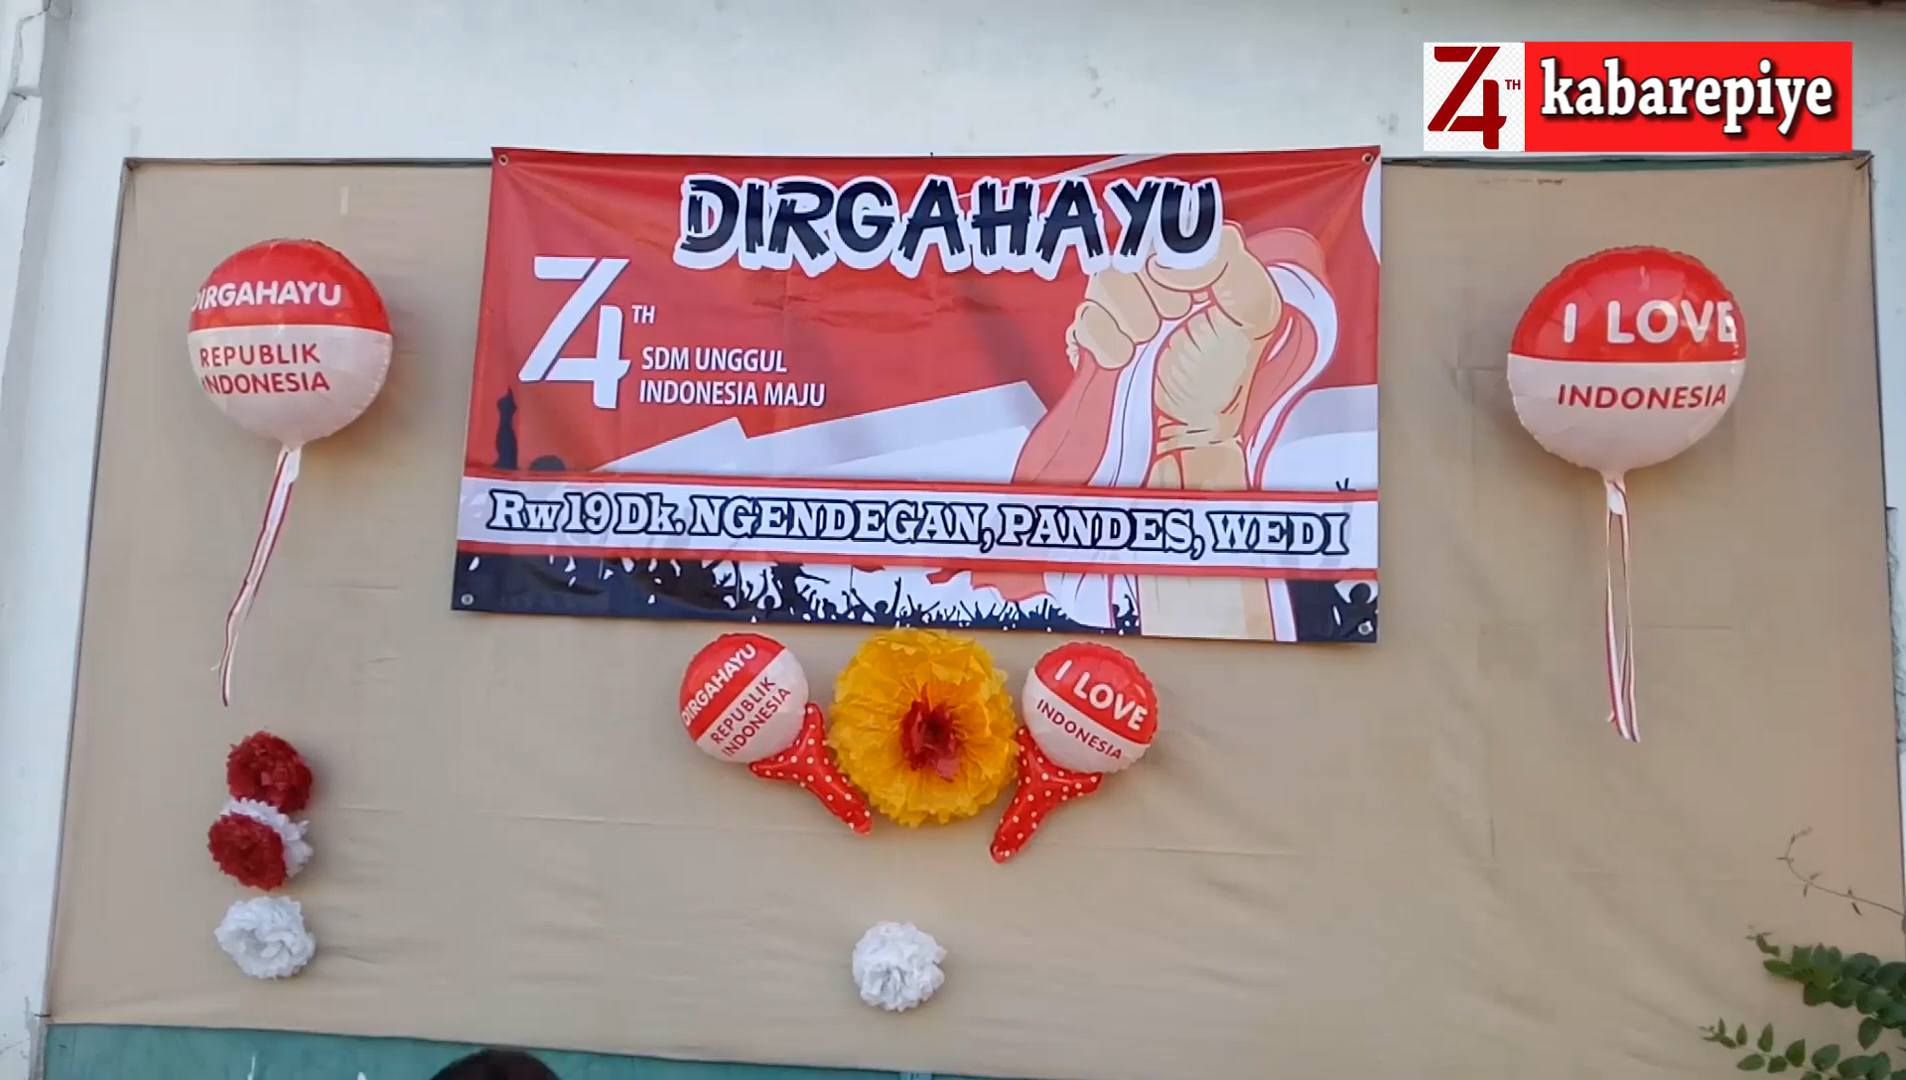 74TH kabarepiye
DIRGAHAYU
74TH
SDM UNGGUL
INDONESIA MAJU
Rw 19 Dk. NGENDEGAN, PANDES, WEDI
DIRGAHAYU
REPUBLIK
INDONESIA
I LOVE
INDONESIA
DIRGAHAYU
REPUBLIK
INDONESIA
I LOVE
INDONESIA